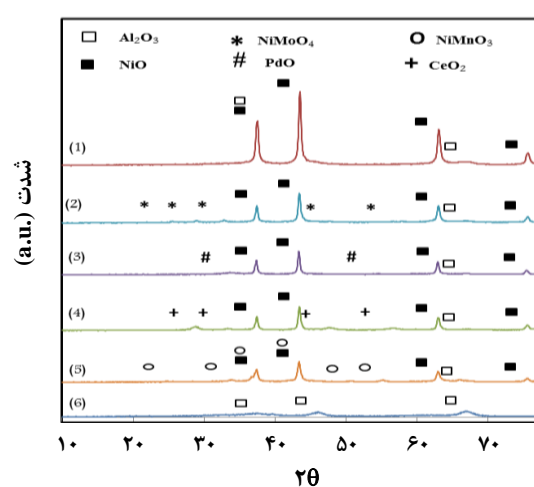 Al₂O₃
NiMoO₄
NiMnO₃
NiO
# PdO
CeO₂
(1)
(2)
(3)
(4)
(5)
(6)
شدت (a.u.)
۱۰ ۲۰ ۳۰ ۴۰ ۵۰ ۶۰ ۷۰
۲θ